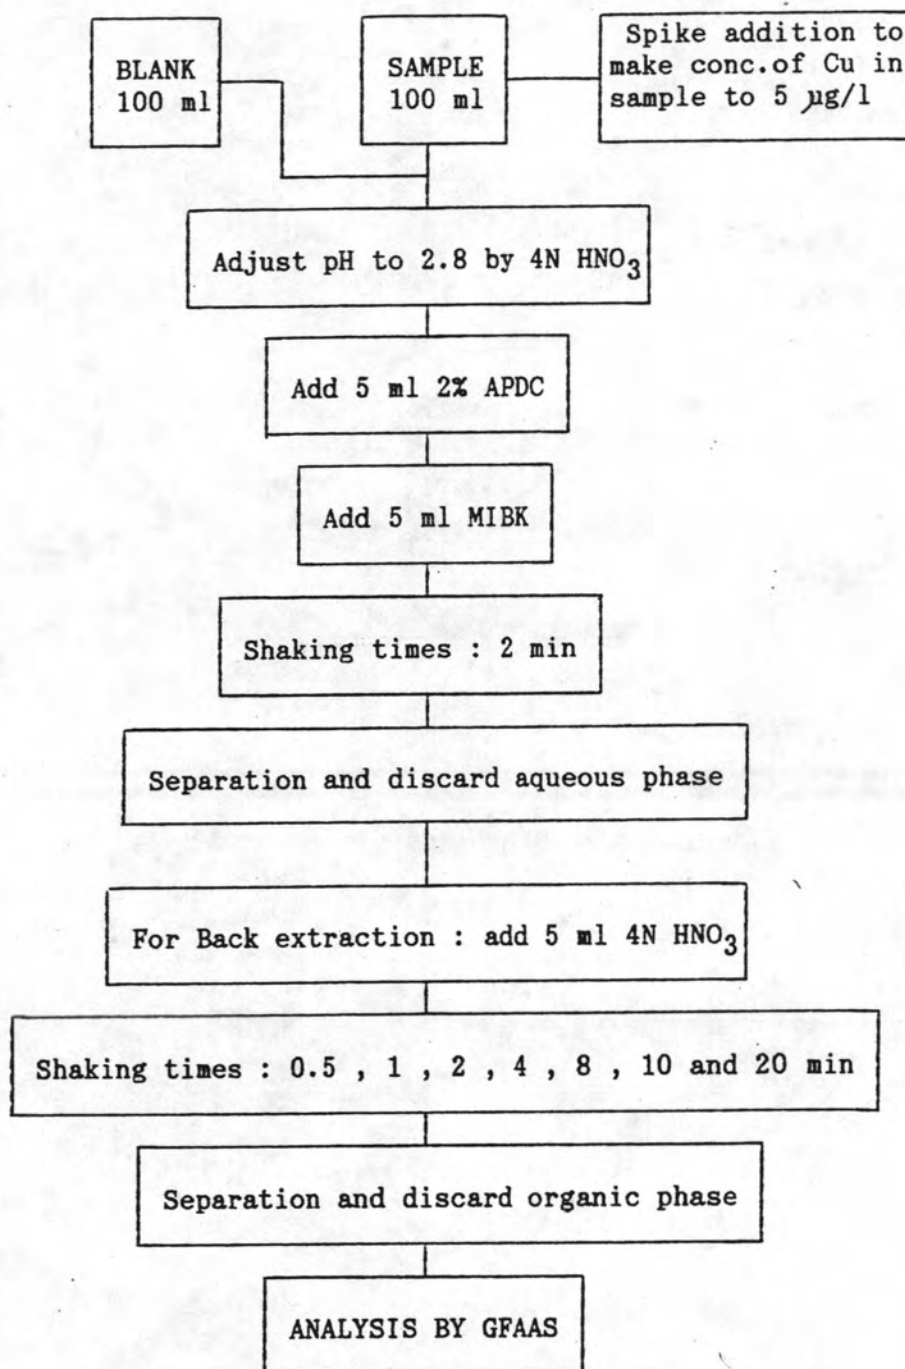 BLANK
100 ml
SAMPLE
100 ml
Spike addition to
make conc.of Cu in
sample to 5 µg/l
Adjust pH to 2.8 by 4N HNO3
Add 5 ml 2% APDC
Add 5 ml MIBK
Shaking times : 2 min
Separation and discard aqueous phase
For Back extraction : add 5 ml 4N HNO3
Shaking times : 0.5 , 1 , 2 , 4 , 8 , 10 and 20 min
Separation and discard organic phase
ANALYSIS BY GFAAS